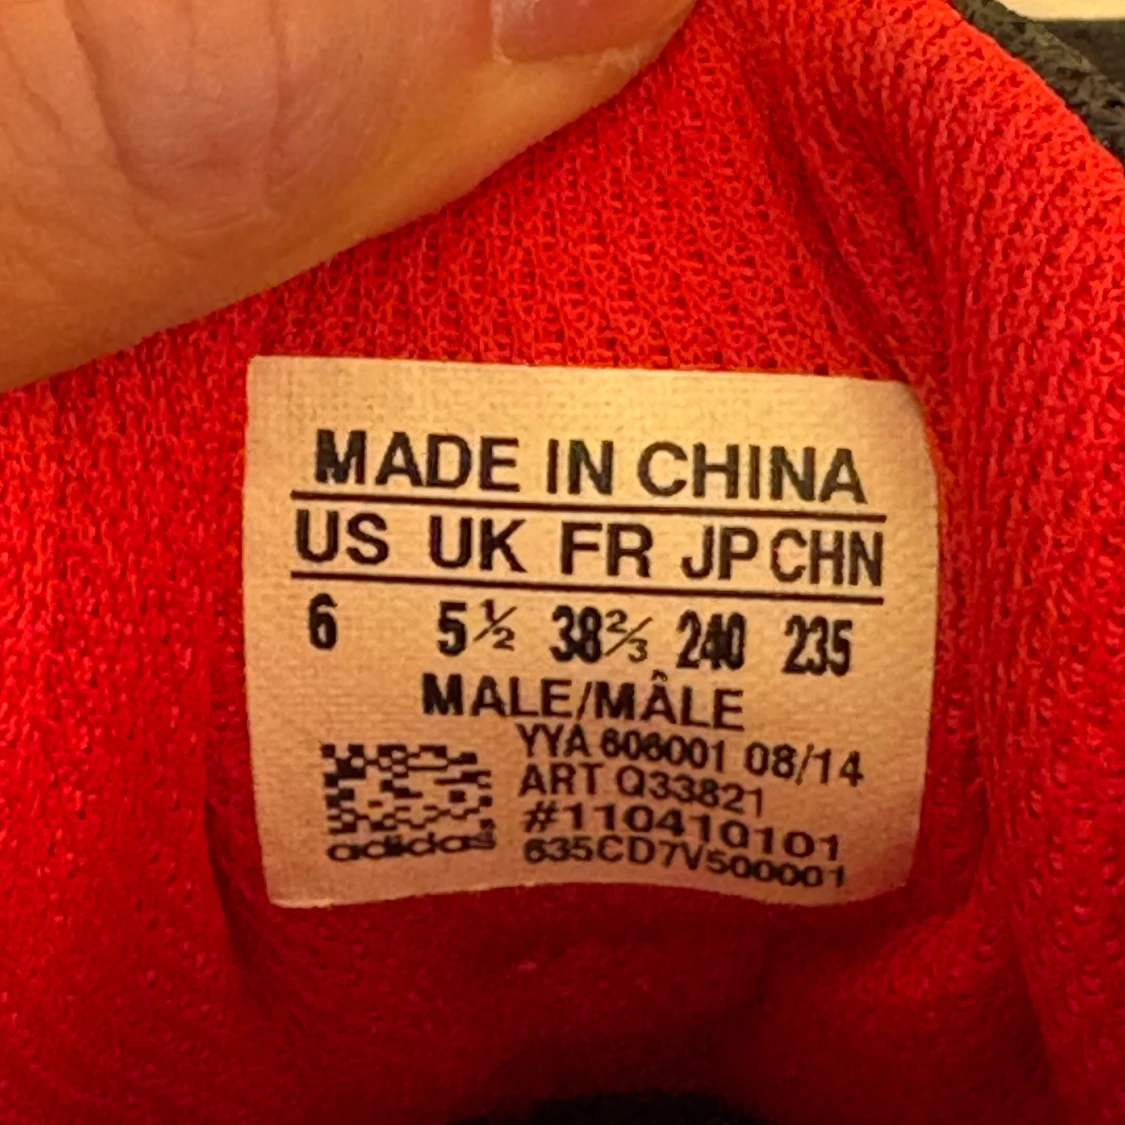 MADE IN CHINA
US UK FR JP CHN
6 5½ 38⅔ 240 235
MALE/MÂLE
YYA 606001 08/14
ART Q33821
#110410101
635CD7V500001
adidas